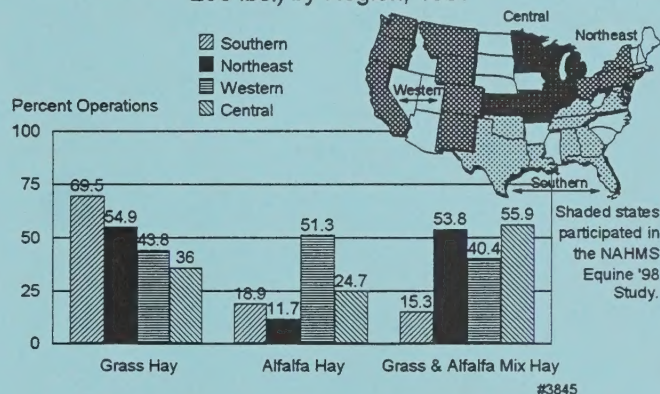 Central
Northeast
Western
Southern
Southern
Northeast
Western
Central
Percent Operations
100
75
50
25
0
69.5
54.9
43.8
36
18.9
11.7
51.3
24.7
15.3
53.8
40.4
55.9
Grass Hay
Alfalfa Hay
Grass & Alfalfa Mix Hay
Shaded states
participated in
the NAHMS
Equine '98
Study.
#3845